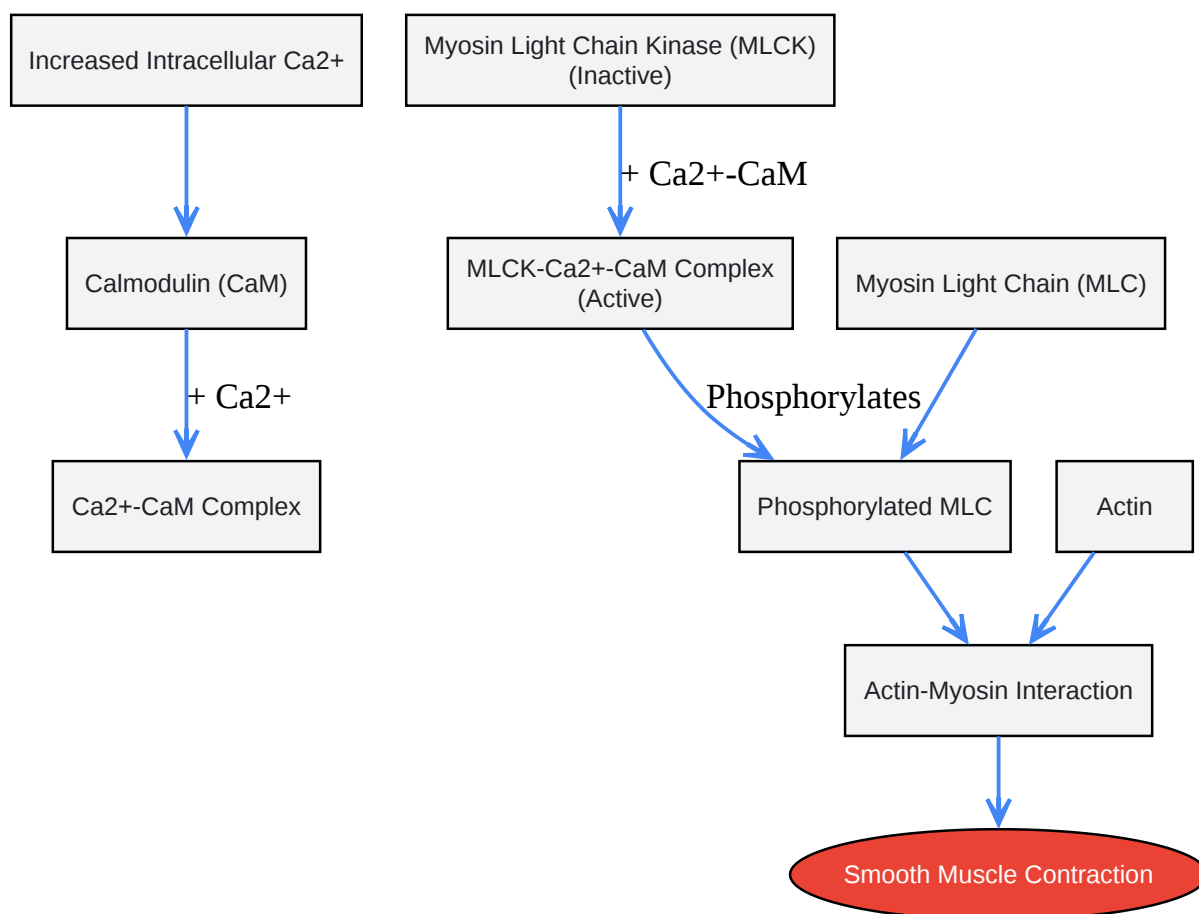 Increased Intracellular Ca2+
Myosin Light Chain Kinase (MLCK)
(Inactive)
+ Ca2+-CaM
Calmodulin (CaM)
MLCK-Ca2+-CaM Complex
(Active)
Myosin Light Chain (MLC)
+ Ca2+
Phosphorylates
Ca2+-CaM Complex
Phosphorylated MLC
Actin
Actin-Myosin Interaction
Smooth Muscle Contraction